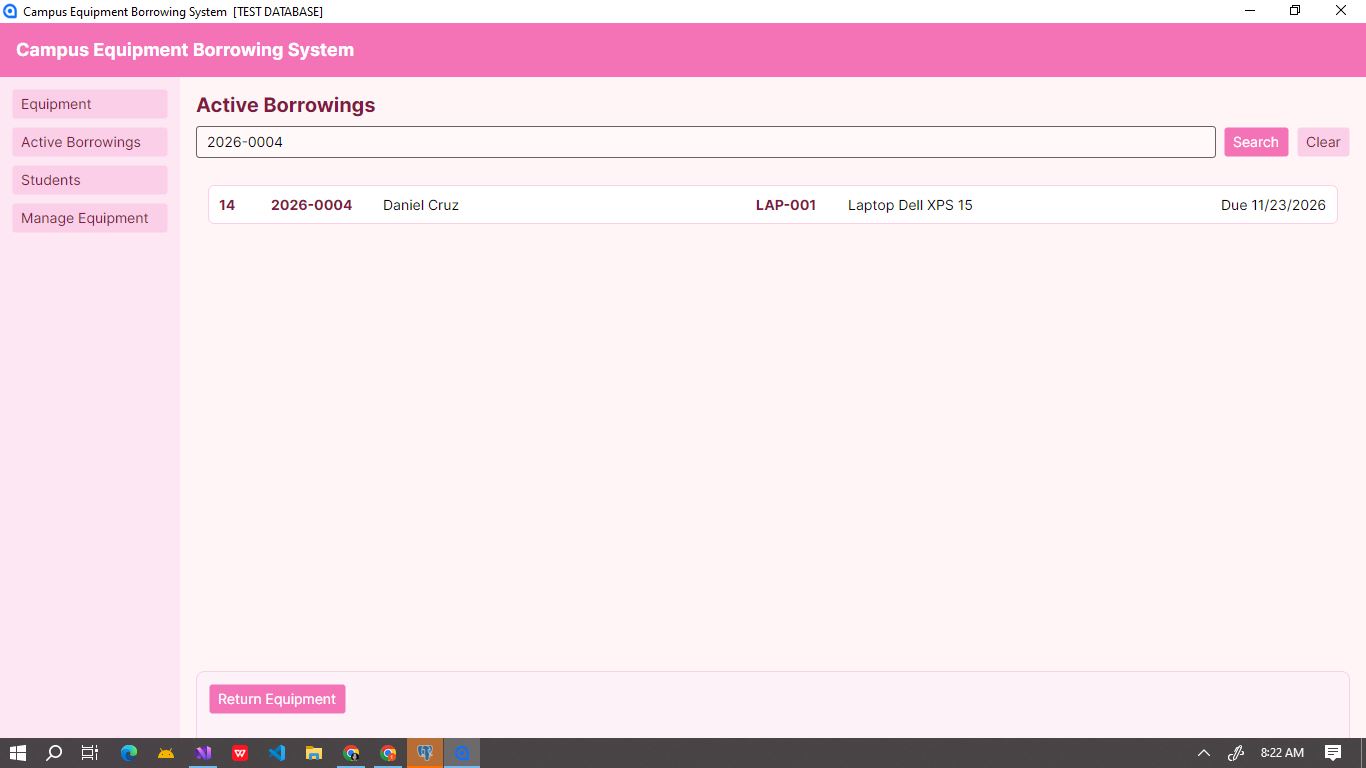 Campus Equipment Borrowing System [TEST DATABASE]
Campus Equipment Borrowing System
Equipment
Active Borrowings
Students
Manage Equipment
Active Borrowings
2026-0004
Search
Clear
14 2026-0004 Daniel Cruz LAP-001 Laptop Dell XPS 15 Due 11/23/2026
Return Equipment
8:22 AM